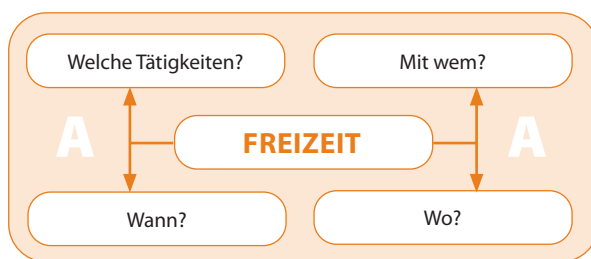 Welche Tätigkeiten?
Mit wem?
A
FREIZEIT
A
Wann?
Wo?